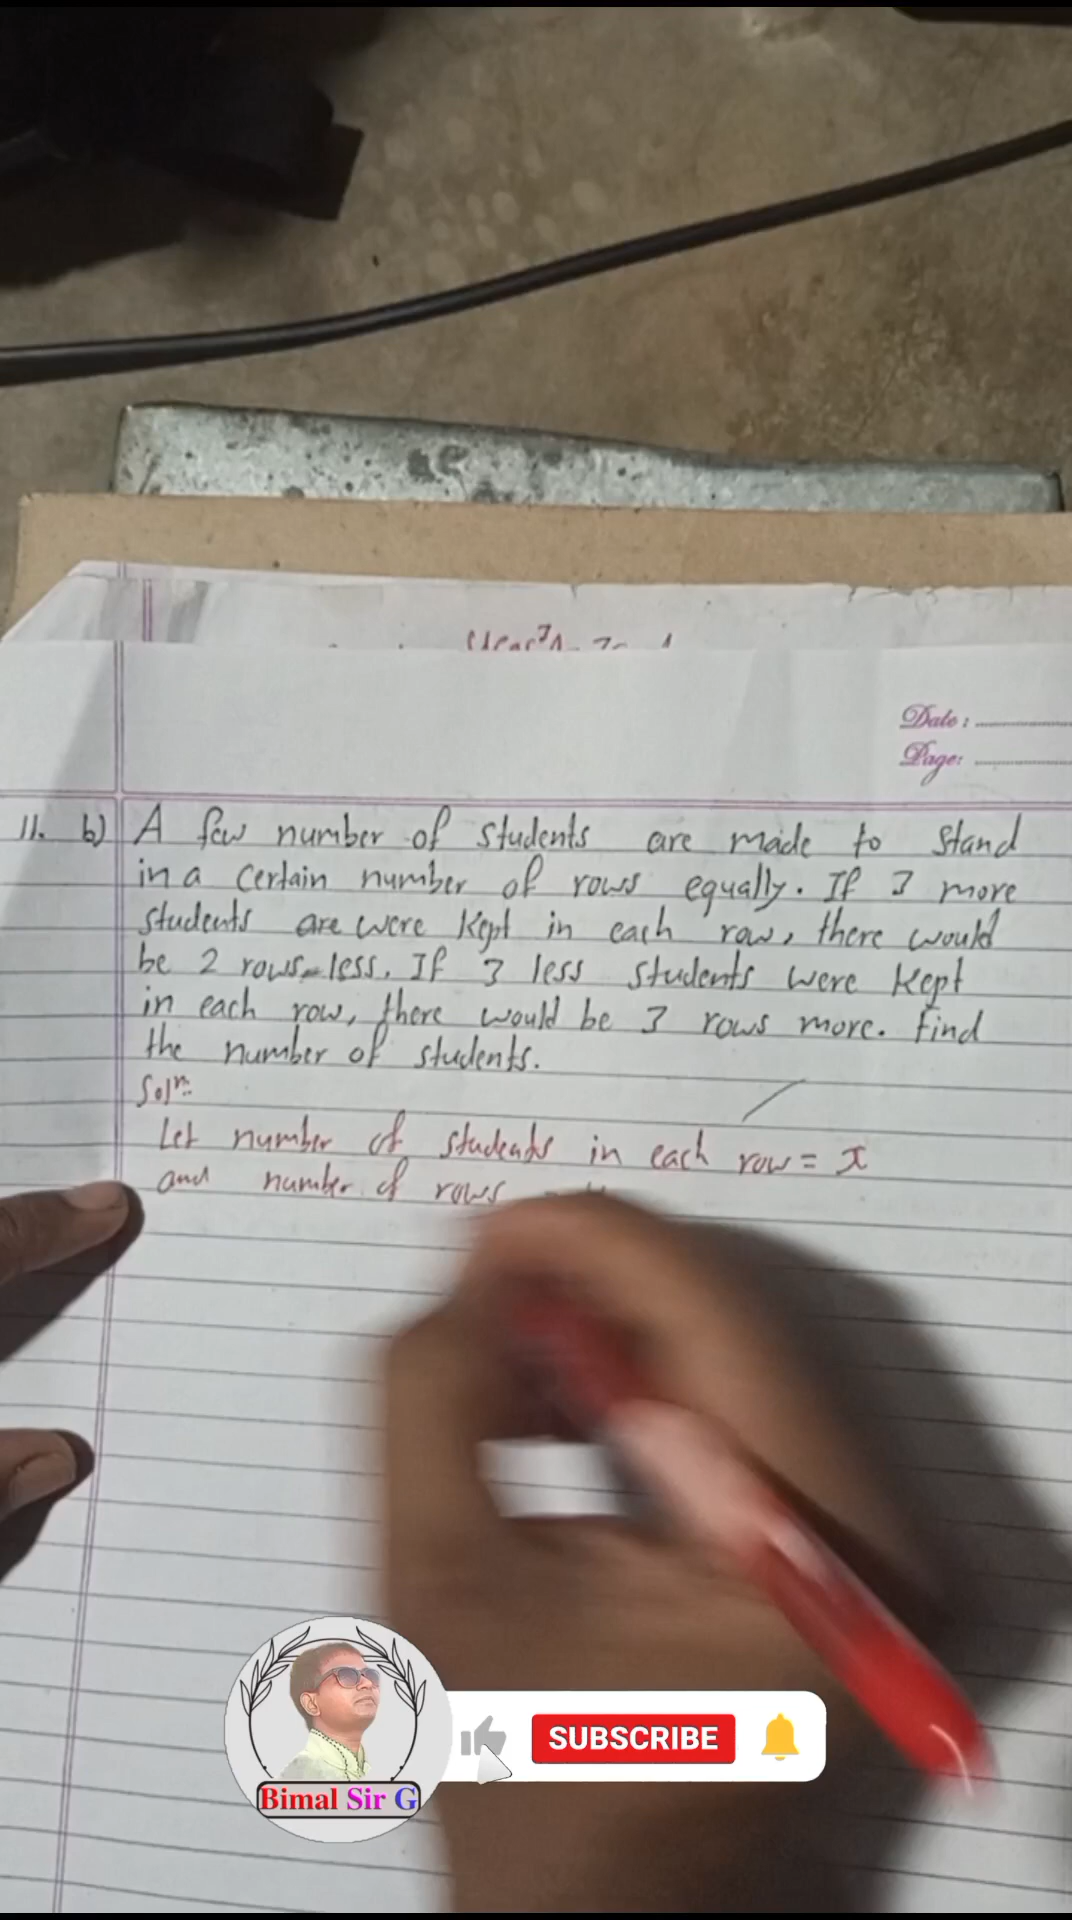 Date:
Page:
11. b) A few number of students are made to stand
in a certain number of rows equally. If 3 more
students are were kept in each row, there would
be 2 rows less. If 3 less students were kept
in each row, there would be 3 rows more. Find
the number of students.
Soln:
Let number of students in each row = x
and number of rows =
SUBSCRIBE
Bimal Sir G